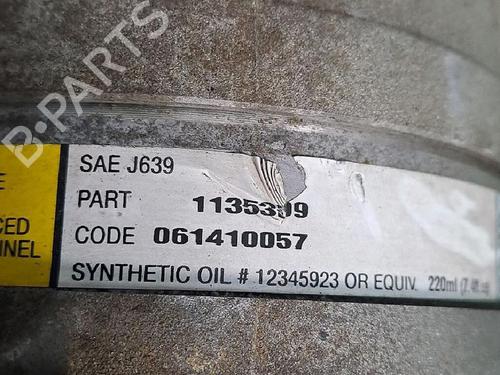 B-PARTS
SAE J639
PART
CED
CODE 061410057
NNEL
SYNTHETIC OIL # 12345923 OR EQUIV. 220ml